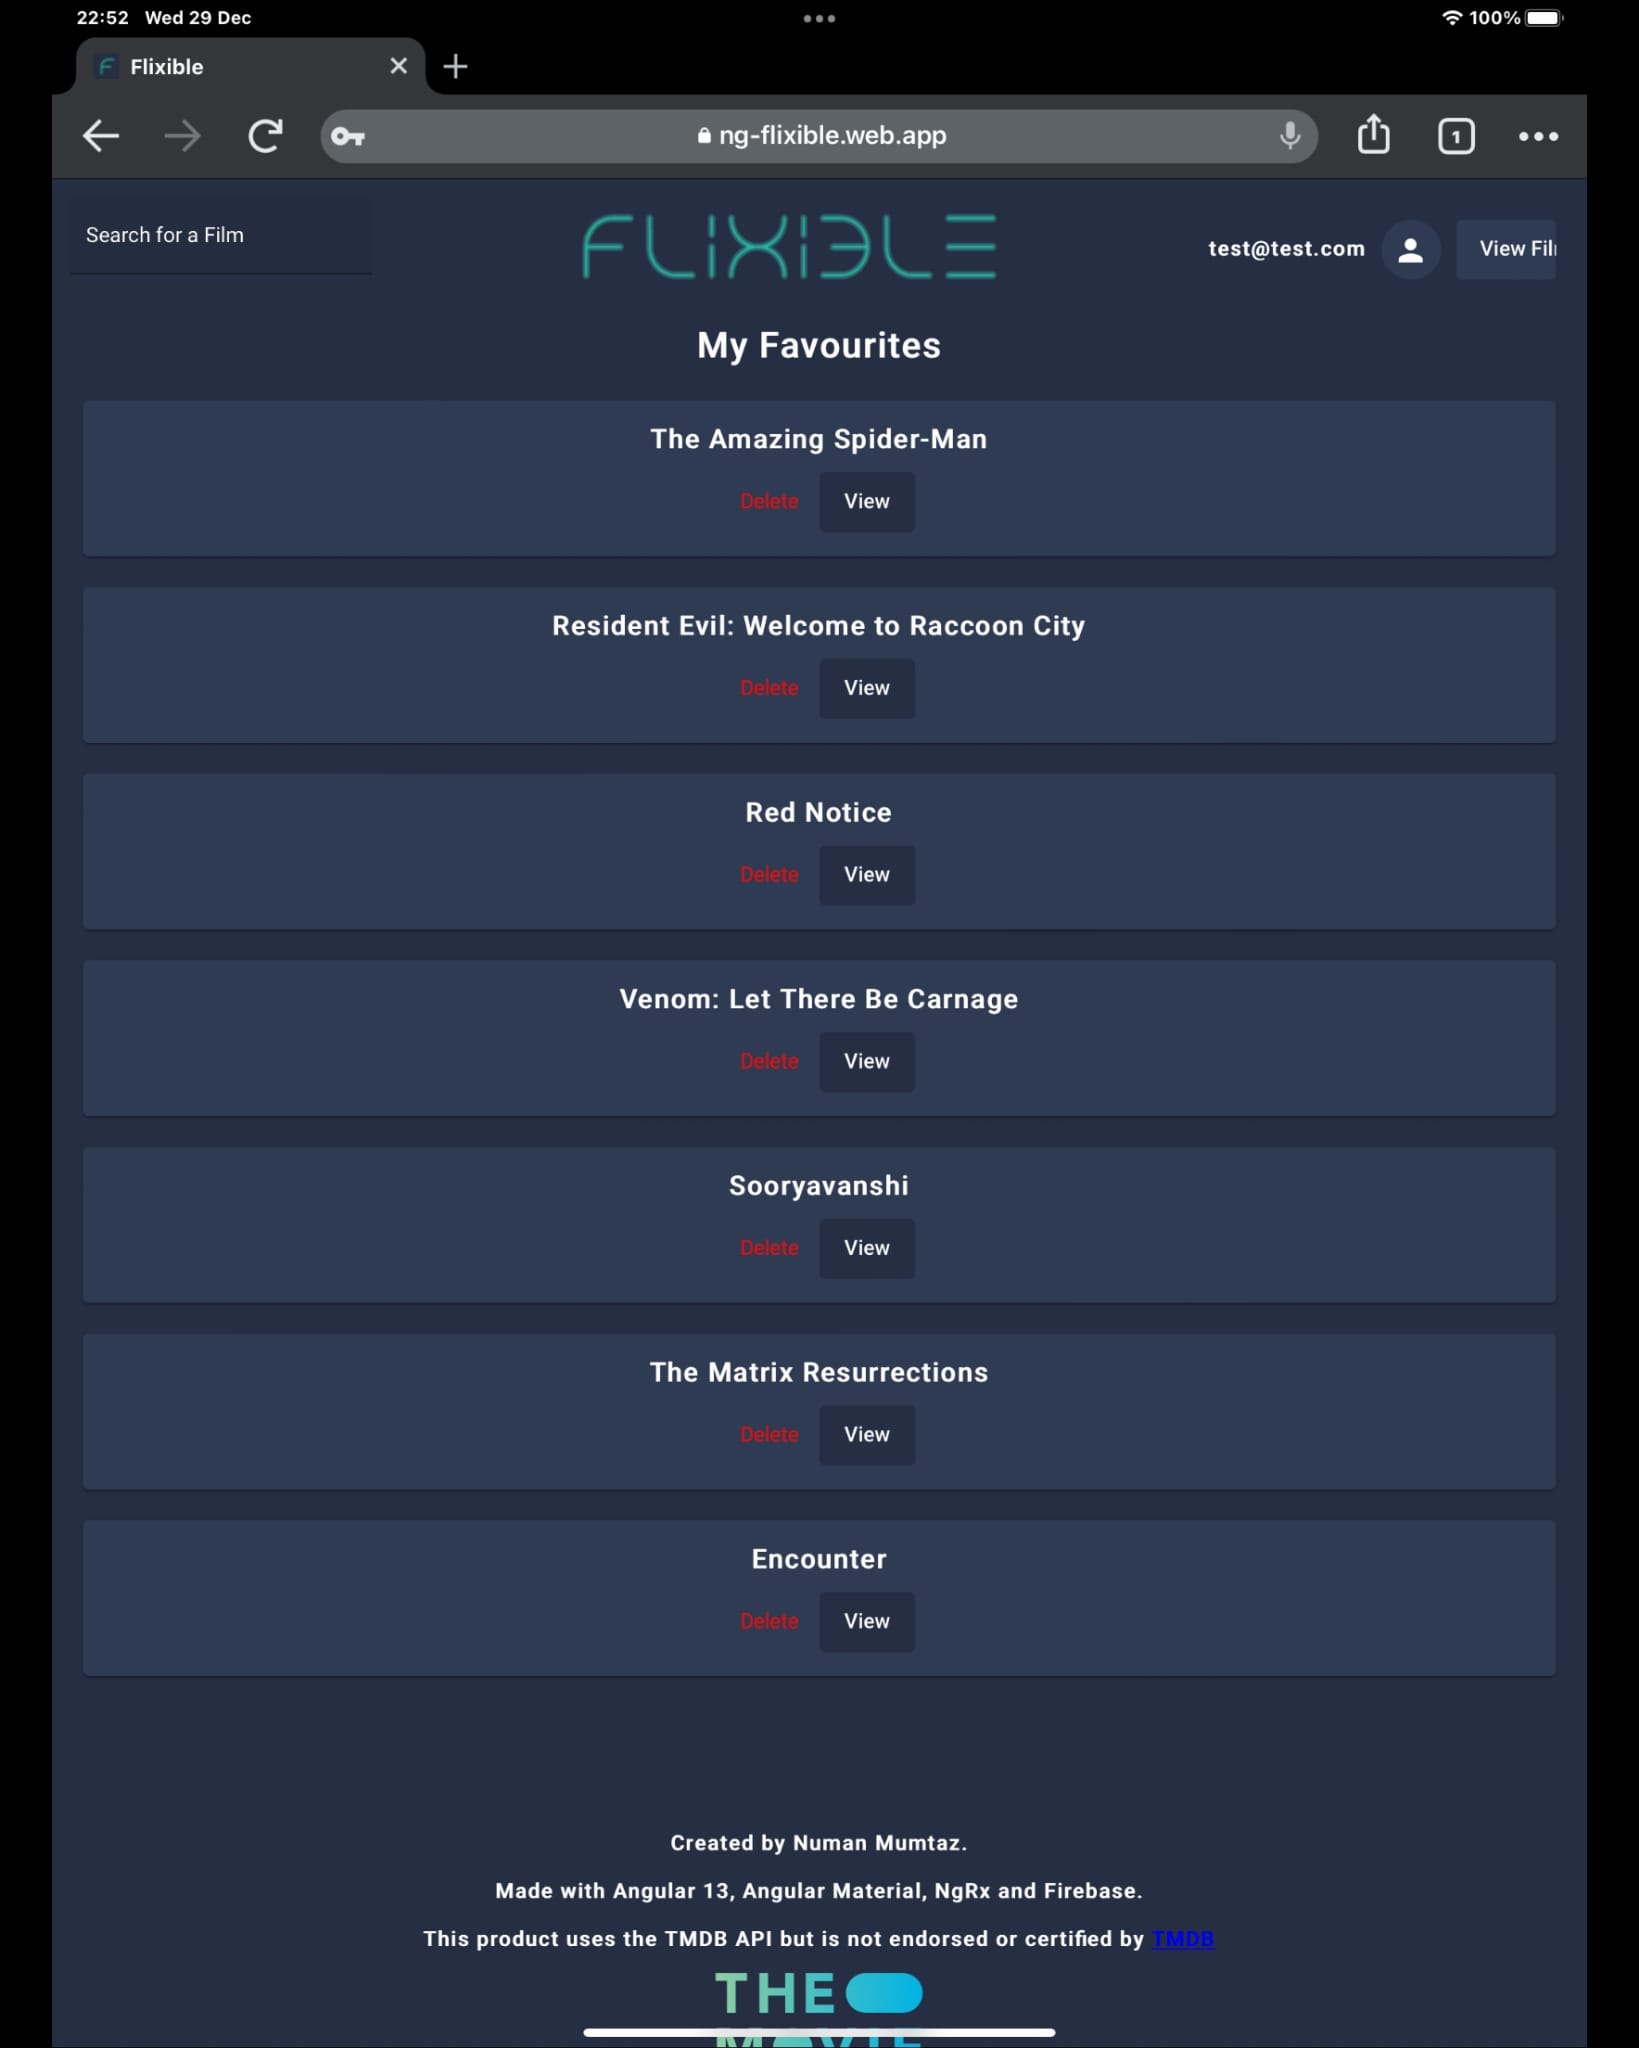 22:52 Wed 29 Dec
100%
Flixible
ng-flixible.web.app
1
Search for a Film
FLIXIBLE
test@test.com
View Fil
My Favourites
The Amazing Spider-Man
Delete View
Resident Evil: Welcome to Raccoon City
Delete View
Red Notice
Delete View
Venom: Let There Be Carnage
Delete View
Sooryavanshi
Delete View
The Matrix Resurrections
Delete View
Encounter
Delete View
Created by Numan Mumtaz.
Made with Angular 13, Angular Material, NgRx and Firebase.
This product uses the TMDB API but is not endorsed or certified by TMDB
THE
MOVIE